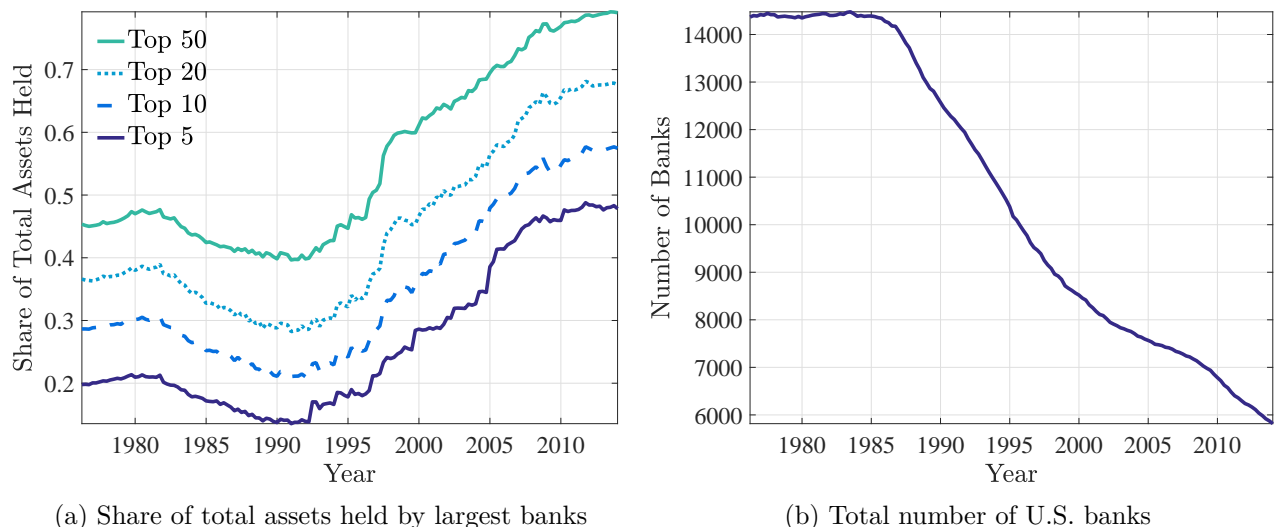 Share of Total Assets Held
0.7
0.6
0.5
0.4
0.3
0.2
Top 50
Top 20
Top 10
Top 5
1980 1985 1990 1995 2000 2005 2010
Year
(a) Share of total assets held by largest banks
Number of Banks
14000
13000
12000
11000
10000
9000
8000
7000
6000
1980 1985 1990 1995 2000 2005 2010
Year
(b) Total number of U.S. banks